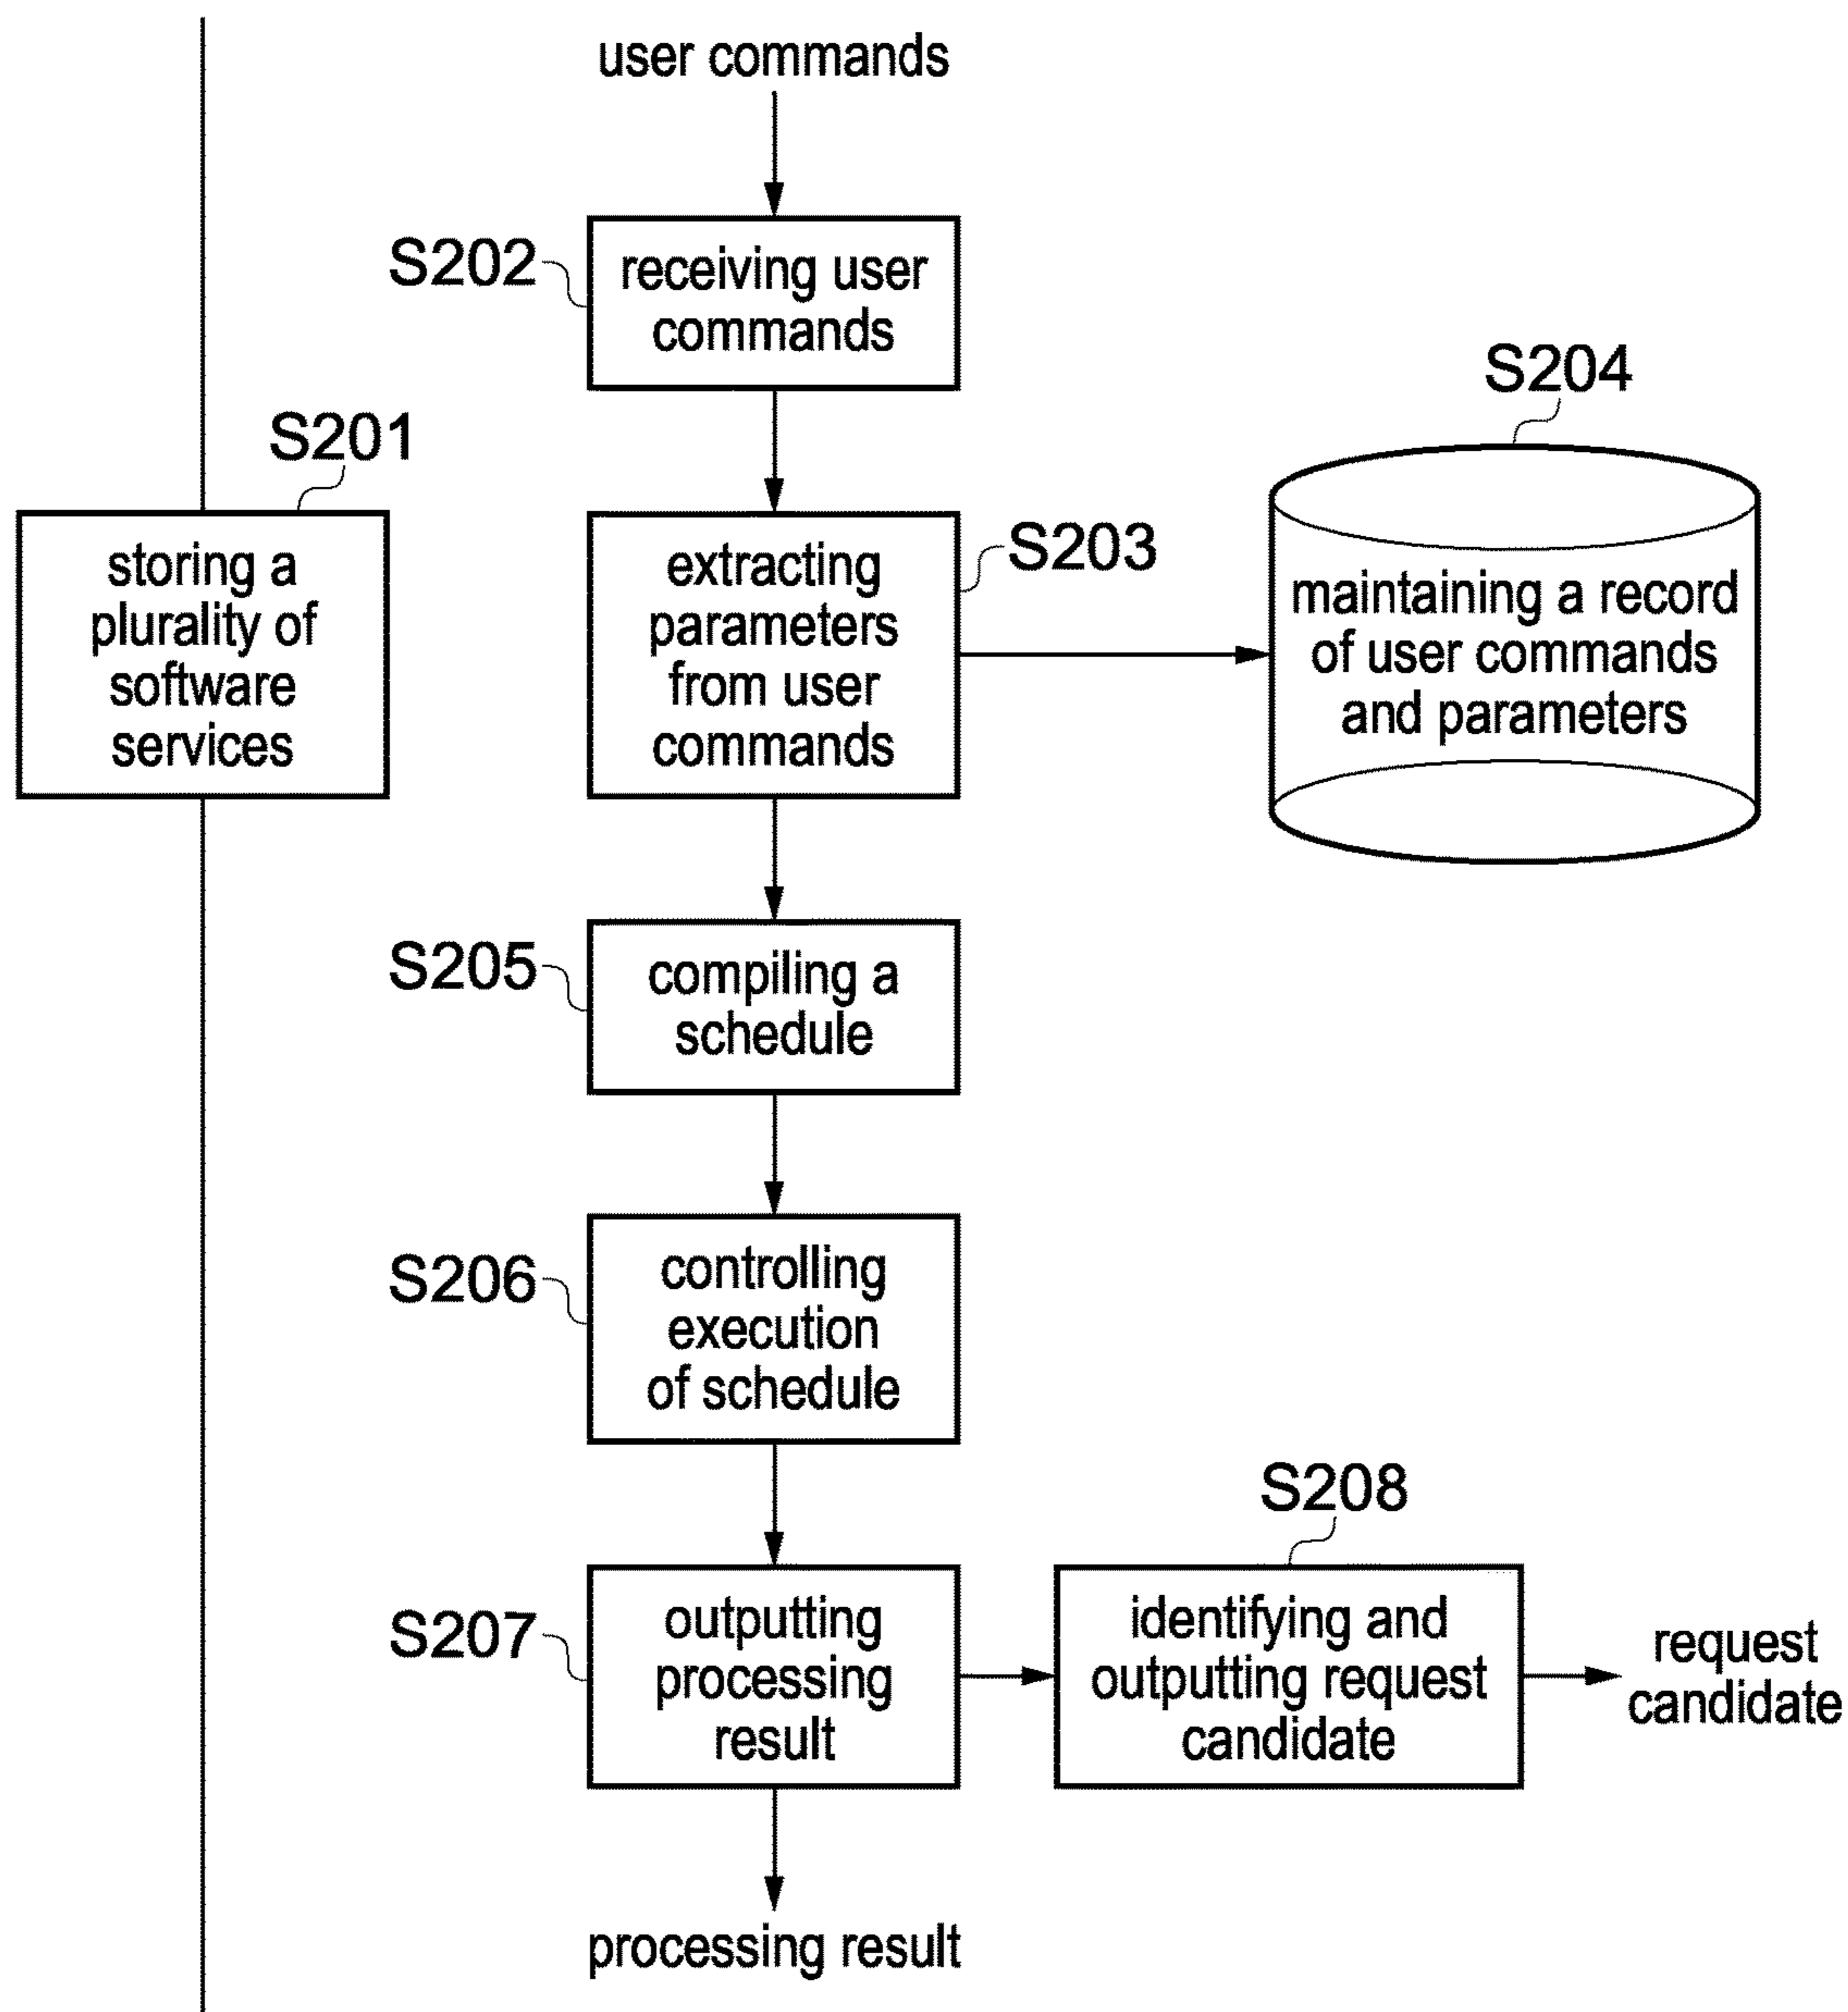 user commands
S202
receiving user
commands
S204
S201
storing a
plurality of
software
services
extracting
parameters
from user
commands
S203
maintaining a record
of user commands
and parameters
S205
compiling a
schedule
S206
controlling
execution
of schedule
S208
S207
outputting
processing
result
identifying and
outputting request
candidate
request
candidate
processing result